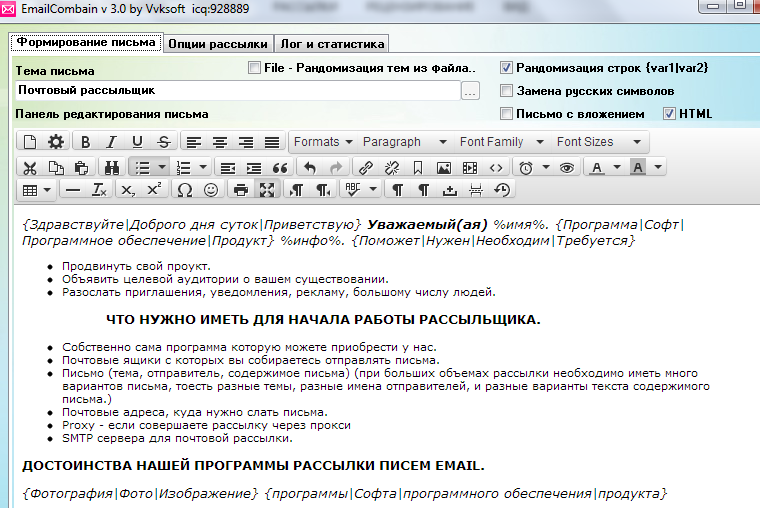 EmailCombain v 3.0 by Vvksoft icq:928889
Формирование письма Опции рассылки Лог и статистика
Тема письма File - Рандомизация тем из файла.. Рандомизация строк {var1|var2}
Почтовый рассыльщик ... Замена русских символов
Панель редактирования письма Письмо с вложением HTML
Formats Paragraph Font Family Font Sizes
{Здравствуйте|Доброго дня суток|Приветствую} Уважаемый(ая) %имя%. {Программа|Софт|
Программное обеспечение|Продукт} %инфо%. {Поможет|Нужен|Необходим|Требуется}
Продвинуть свой проукт.
Объявить целевой аудитории о вашем существовании.
Разослать приглашения, уведомления, рекламу, большому числу людей.
ЧТО НУЖНО ИМЕТЬ ДЛЯ НАЧАЛА РАБОТЫ РАССЫЛЬЩИКА.
Собственно сама программа которую можете приобрести у нас.
Почтовые ящики с которых вы собираетесь отправлять письма.
Письмо (тема, отправитель, содержимое письма) (при больших объемах рассылки необходимо иметь много
вариантов письма, тоесть разные темы, разные имена отправителей, и разные варианты текста содержимого
письма.)
Почтовые адреса, куда нужно слать письма.
Proxy - если совершаете рассылку через прокси
SMTP сервера для почтовой рассылки.
ДОСТОИНСТВА НАШЕЙ ПРОГРАММЫ РАССЫЛКИ ПИСЕМ EMAIL.
{Фотография|Фото|Изображение} {программы|Софта|программного обеспечения|продукта}